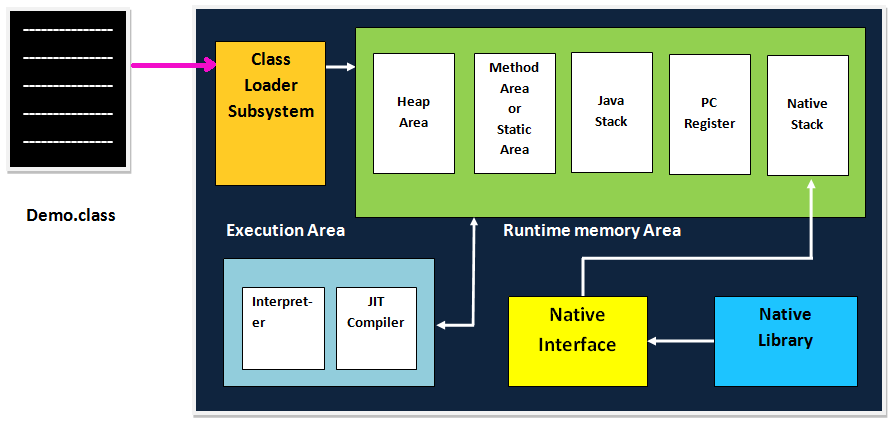 Demo.class
Class
Loader
Subsystem
Heap
Area
Method
Area
or
Static
Area
Java
Stack
PC
Register
Native
Stack
Execution Area
Runtime memory Area
Interpret-
er
JIT
Compiler
Native
Interface
Native
Library